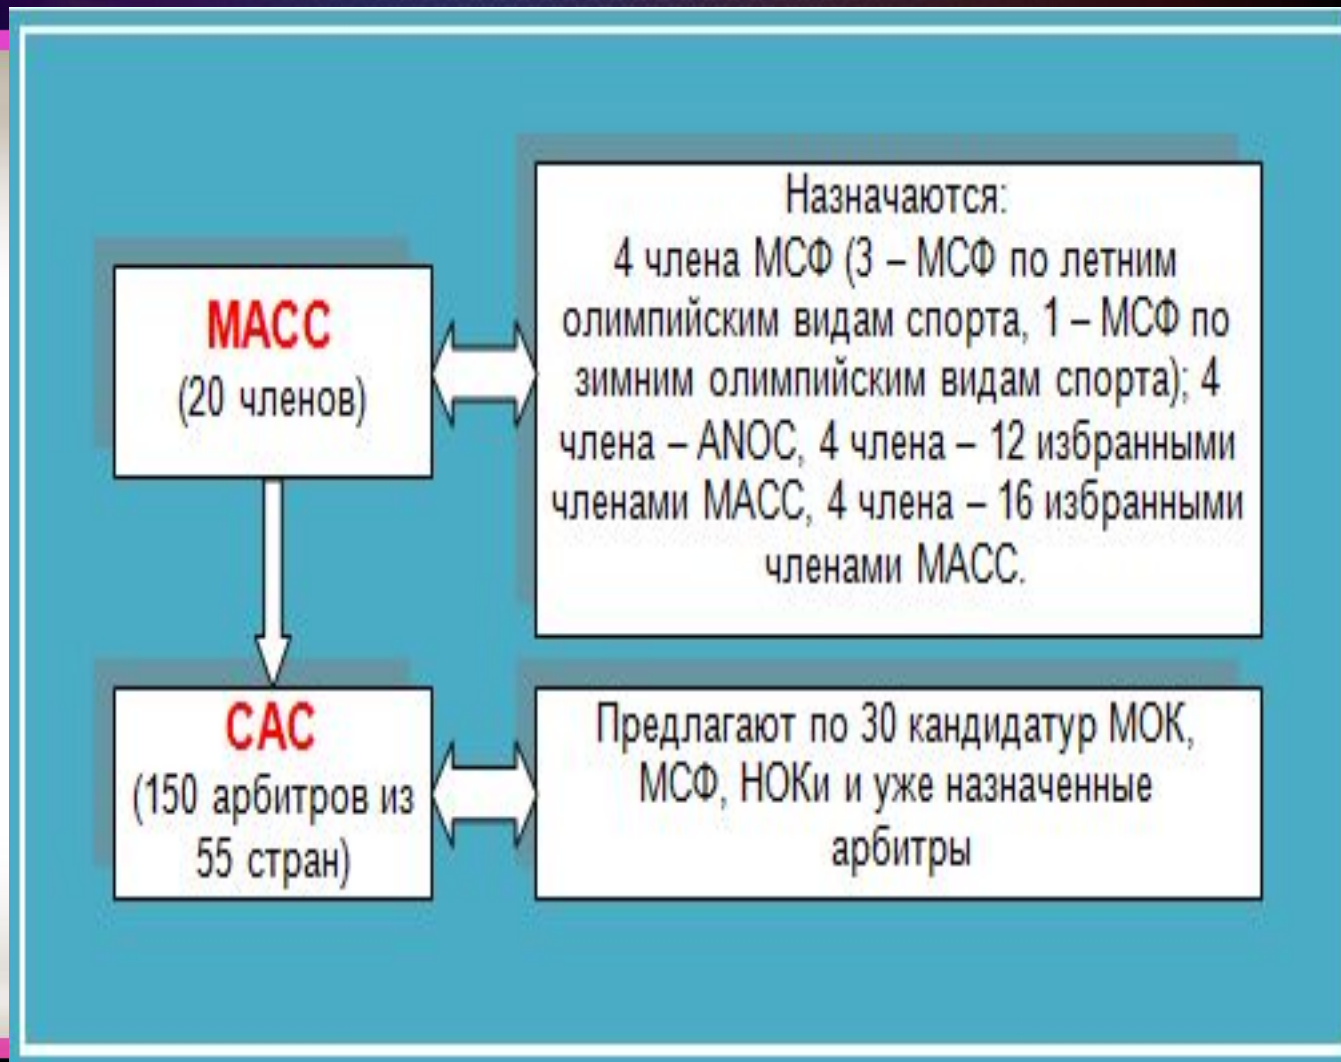 МАСС
(20 членов)
Назначаются:
4 члена МСФ (3 – МСФ по летним
олимпийским видам спорта, 1 – МСФ по
зимним олимпийским видам спорта); 4
члена – ANOC, 4 члена – 12 избранными
членами МАСС, 4 члена – 16 избранными
членами МАСС.
САС
(150 арбитров из
55 стран)
Предлагают по 30 кандидатур МОК,
МСФ, НОКи и уже назначенные
арбитры